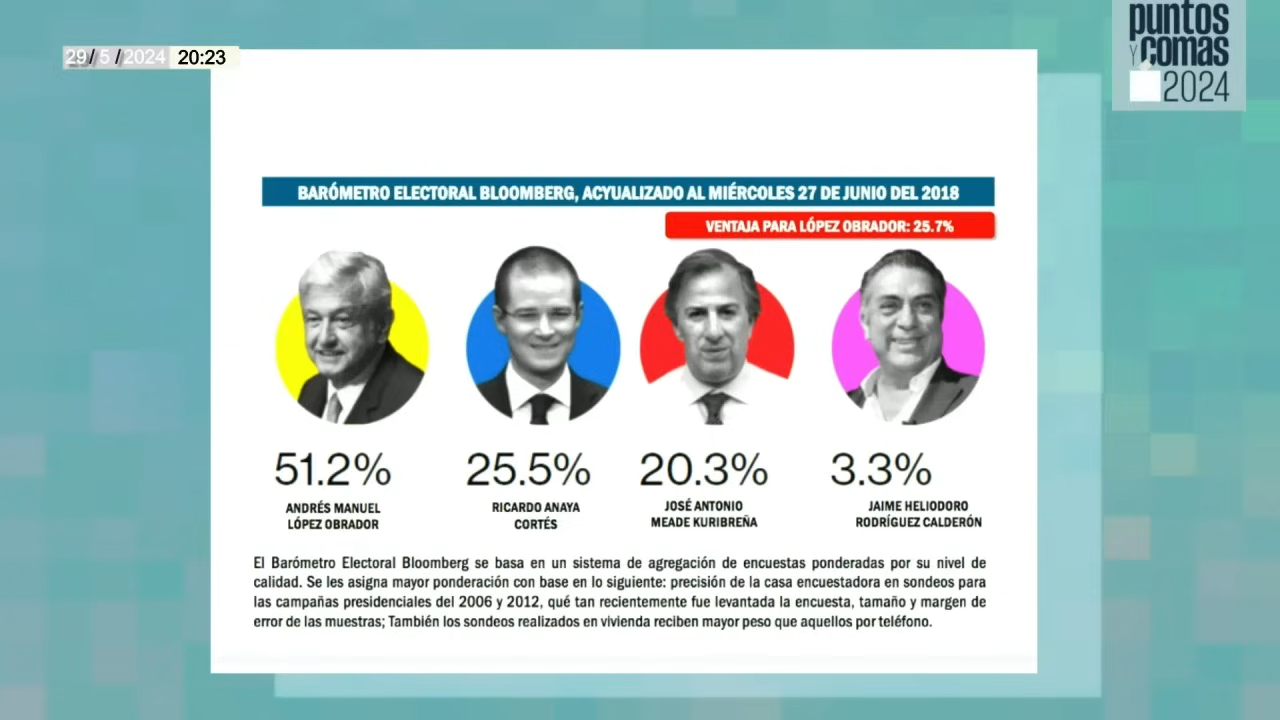 29/ 5 /2024 20:23
puntos
Y comas
2024
BARÓMETRO ELECTORAL BLOOMBERG, ACYUALIZADO AL MIÉRCOLES 27 DE JUNIO DEL 2018
VENTAJA PARA LÓPEZ OBRADOR: 25.7%
51.2% 25.5% 20.3% 3.3%
ANDRÉS MANUEL
LÓPEZ OBRADOR
RICARDO ANAYA
CORTÉS
JOSÉ ANTONIO
MEADE KURIBREÑA
JAIME HELIODORO
RODRÍGUEZ CALDERÓN
El Barómetro Electoral Bloomberg se basa en un sistema de agregación de encuestas ponderadas por su nivel de
calidad. Se les asigna mayor ponderación con base en lo siguiente: precisión de la casa encuestadora en sondeos para
las campañas presidenciales del 2006 y 2012, qué tan recientemente fue levantada la encuesta, tamaño y margen de
error de las muestras; También los sondeos realizados en vivienda reciben mayor peso que aquellos por teléfono.